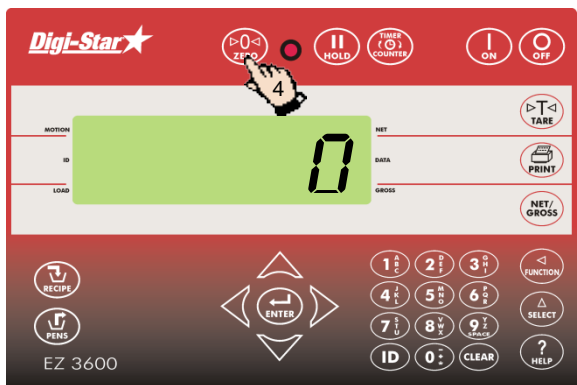 Digi-Star
ZERO
HOLD
TIMER
COUNTER
ON
OFF
4
T
TARE
MOTION
NET
ID
0
DATA
PRINT
LOAD
GROSS
NET/
GROSS
RECIPE
1 A B C
2 D E F
3 G H I
FUNCTION
ENTER
4 J K L
5 M N O
6 P Q R
SELECT
PENS
7 S T U
8 V W X
9 Y Z SPACE
EZ 3600
ID
0 - + :
CLEAR
?
HELP